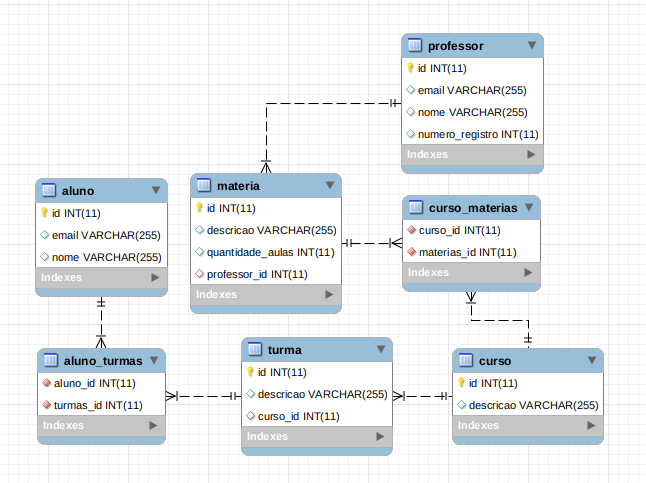 professor
id INT(11)
email VARCHAR(255)
nome VARCHAR(255)
numero_registro INT(11)
Indexes
aluno
id INT(11)
email VARCHAR(255)
nome VARCHAR(255)
Indexes
materia
id INT(11)
descricao VARCHAR(255)
quantidade_aulas INT(11)
professor_id INT(11)
Indexes
curso_materias
curso_id INT(11)
materias_id INT(11)
Indexes
aluno_turmas
aluno_id INT(11)
turmas_id INT(11)
Indexes
turma
id INT(11)
descricao VARCHAR(255)
curso_id INT(11)
Indexes
curso
id INT(11)
descricao VARCHAR(255)
Indexes